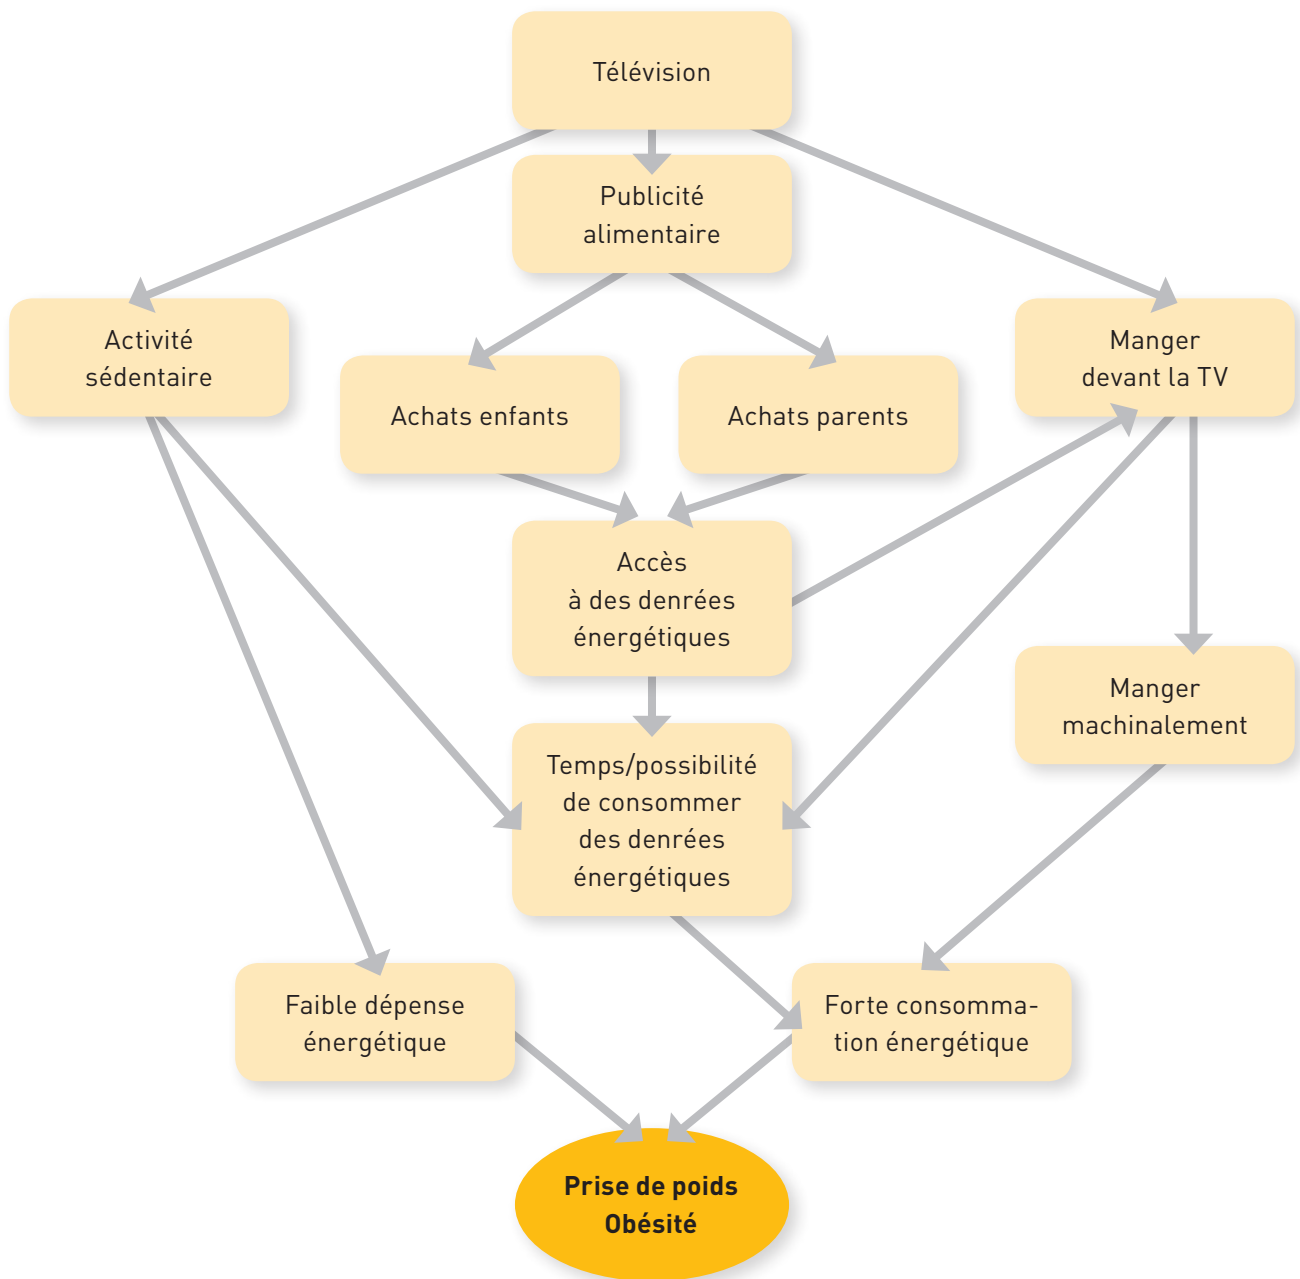 Télévision
Publicité
alimentaire
Activité
sédentaire
Manger
devant la TV
Achats enfants
Achats parents
Accès
à des denrées
énergétiques
Manger
machinalement
Temps/possibilité
de consommer
des denrées
énergétiques
Faible dépense
énergétique
Forte consomma-
tion énergétique
Prise de poids
Obésité